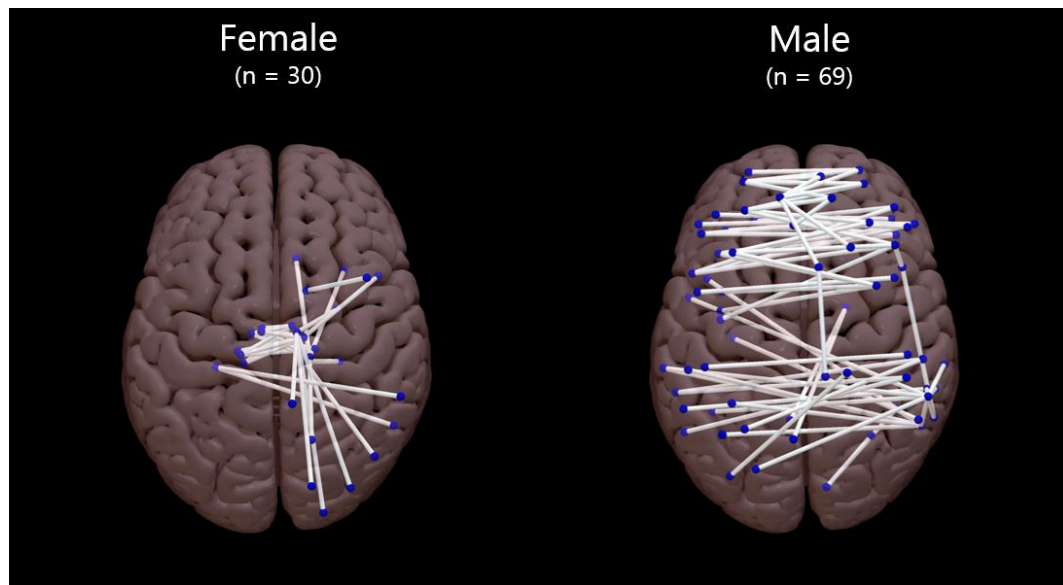 Female
(n = 30)
Male
(n = 69)